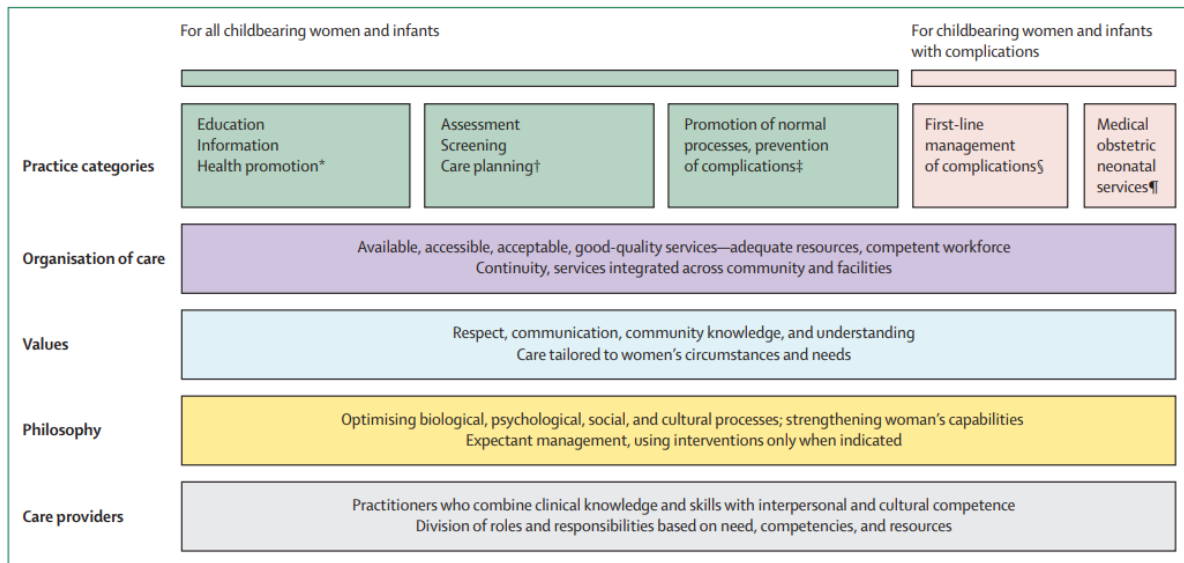 For all childbearing women and infants
For childbearing women and infants
with complications
Practice categories
Education
Information
Health promotion*
Assessment
Screening
Care planning†
Promotion of normal
processes, prevention
of complications‡
First-line
management
of complications§
Medical
obstetric
neonatal
services¶
Organisation of care
Available, accessible, acceptable, good-quality services—adequate resources, competent workforce
Continuity, services integrated across community and facilities
Values
Respect, communication, community knowledge, and understanding
Care tailored to women's circumstances and needs
Philosophy
Optimising biological, psychological, social, and cultural processes; strengthening woman's capabilities
Expectant management, using interventions only when indicated
Care providers
Practitioners who combine clinical knowledge and skills with interpersonal and cultural competence
Division of roles and responsibilities based on need, competencies, and resources